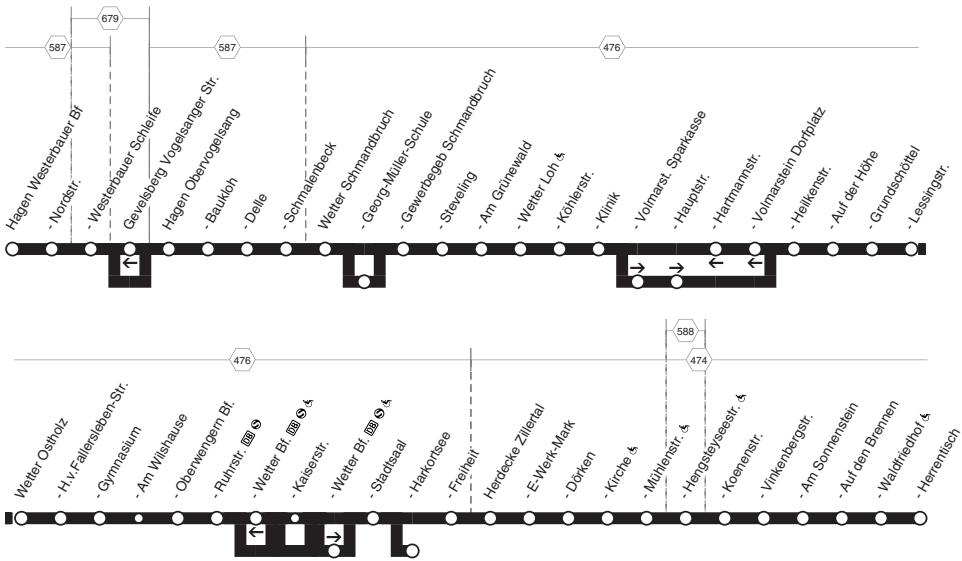 679
587
587
476
Hagen Westerbauer Bf
- Nordstr.
- Westerbauer Schleife
Gevelsberg Vogelsanger Str.
Hagen Obervogelsang
- Baukloh
- Delle
- Schmalenbeck
Wetter Schmandbruch
- Georg-Müller-Schule
- Gewerbegeb Schmandbruch
- Steveling
- Am Grünewald
- Wetter Loh
- Köhlerstr.
- Klinik
- Volmarst. Sparkasse
- Hauptstr.
- Hartmannstr.
- Volmarstein Dorfplatz
- Heilkenstr.
- Auf der Höhe
- Grundschöttel
- Lessingstr.
588
476
474
Wetter Ostholz
- H.v.Fallersleben-Str.
- Gymnasium
- Am Wilshause
- Oberwengern Bf.
- Ruhrstr. DB S
- Wetter Bf. DB S
- Kaiserstr.
- Wetter Bf. DB S
- Stadtsaal
- Harkortsee
- Freiheit
Herdecke Zillertal
- E-Werk-Mark
- Dörken
- Kirche
- Mühlenstr.
- Hengsteyseestr.
- Koenenstr.
- Vinkenbergstr.
- Am Sonnenstein
- Auf den Brennen
- Waldfriedhof
- Herrentisch